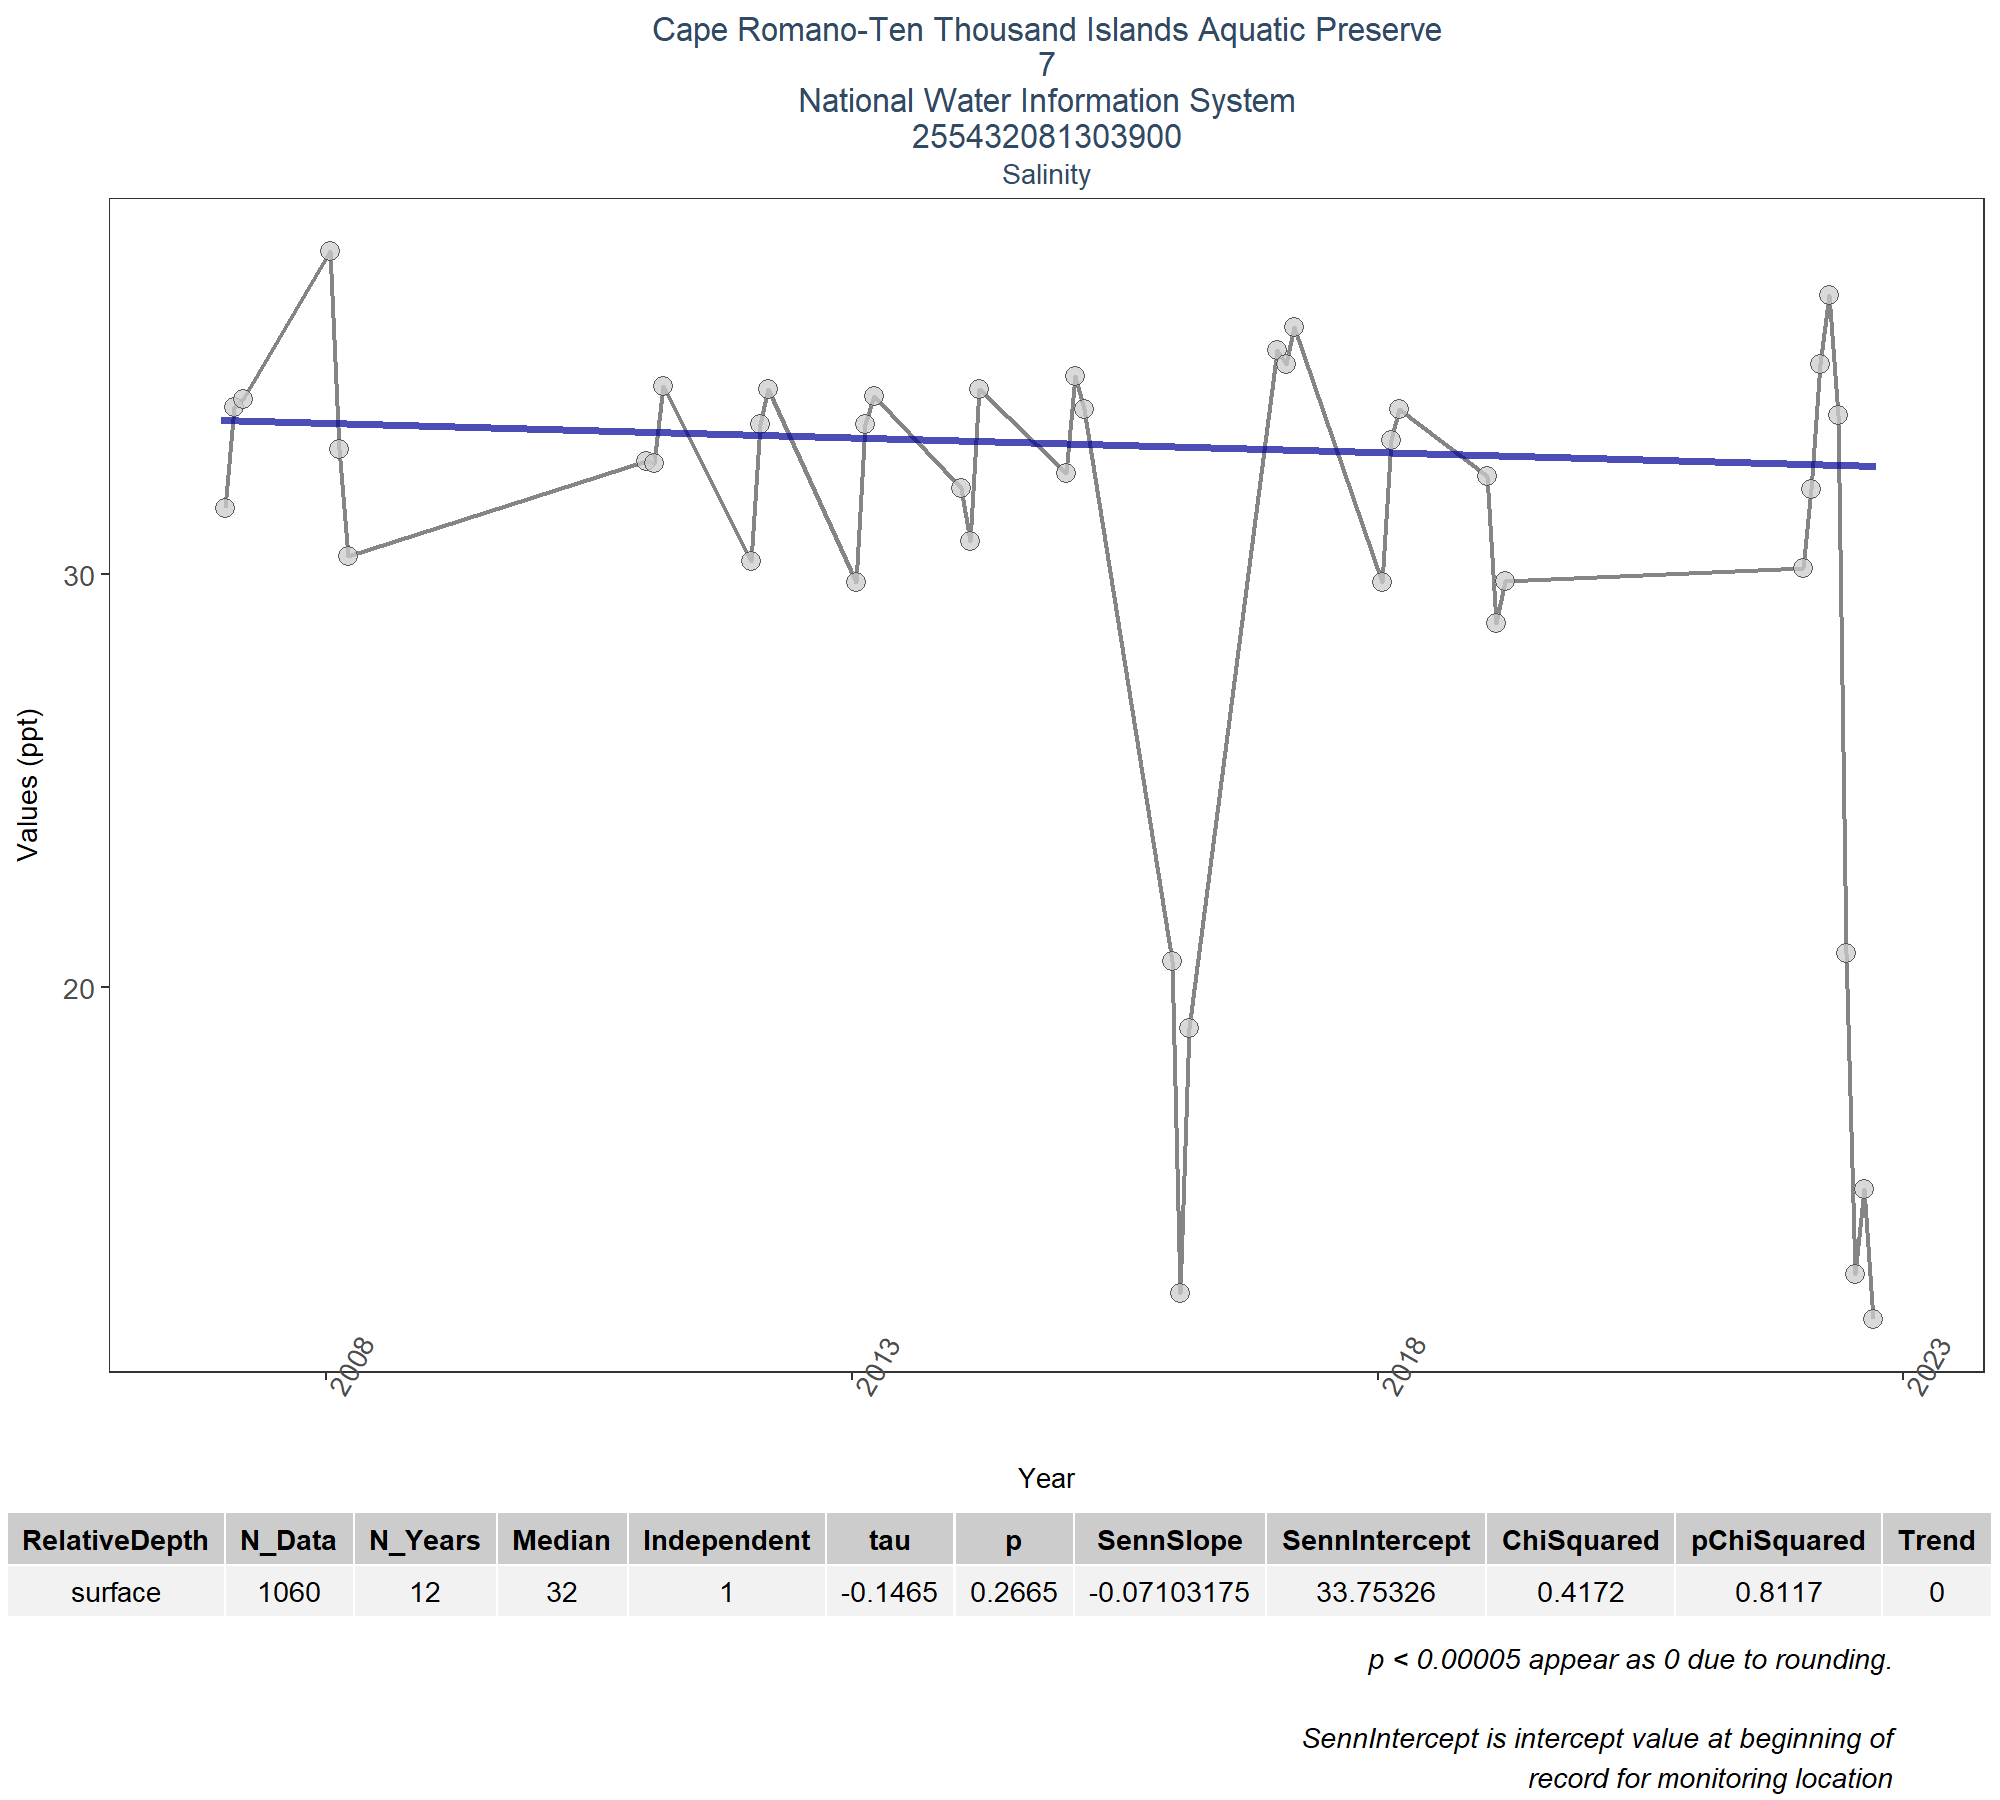 Cape Romano-Ten Thousand Islands Aquatic Preserve
7
National Water Information System
255432081303900
Salinity
Values (ppt)
30
20
2008
2013
2018
2023
Year
RelativeDepth N_Data N_Years Median Independent tau p SennSlope SennIntercept ChiSquared pChiSquared Trend
surface 1060 12 32 1 -0.1465 0.2665 -0.07103175 33.75326 0.4172 0.8117 0
p < 0.00005 appear as 0 due to rounding.
SennIntercept is intercept value at beginning of
record for monitoring location